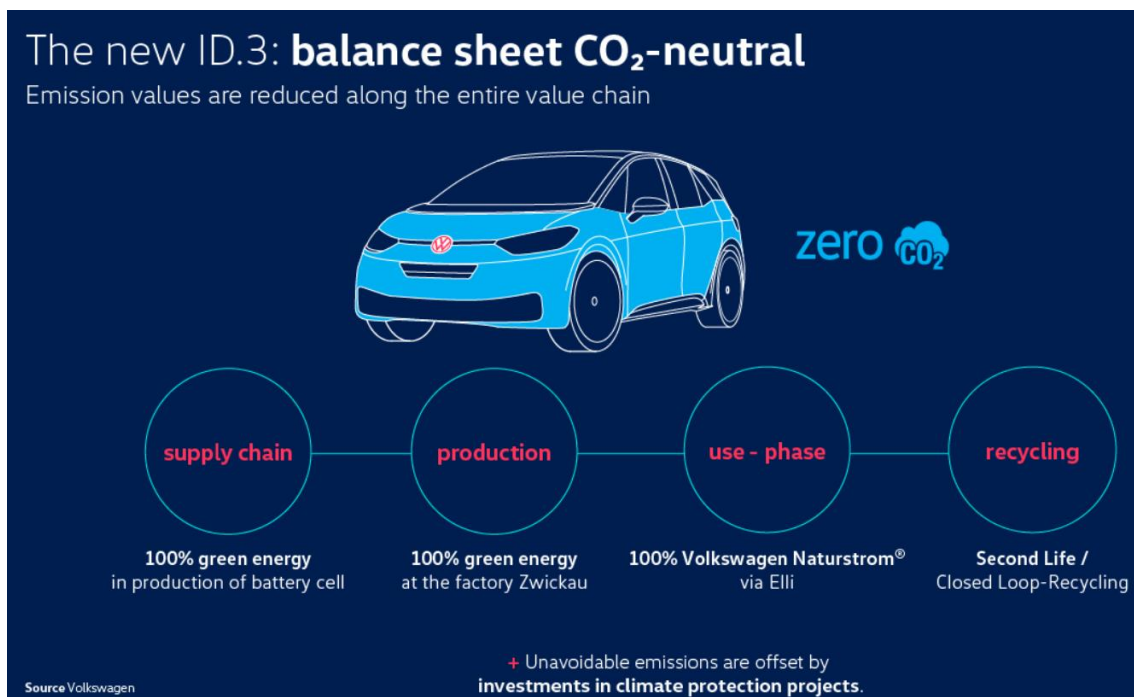 The new ID.3: balance sheet CO₂-neutral
Emission values are reduced along the entire value chain
zero CO₂
supply chain
production
use - phase
recycling
100% green energy
in production of battery cell
100% green energy
at the factory Zwickau
100% Volkswagen Naturstrom®
via Elli
Second Life /
Closed Loop-Recycling
+ Unavoidable emissions are offset by
investments in climate protection projects.
Source Volkswagen